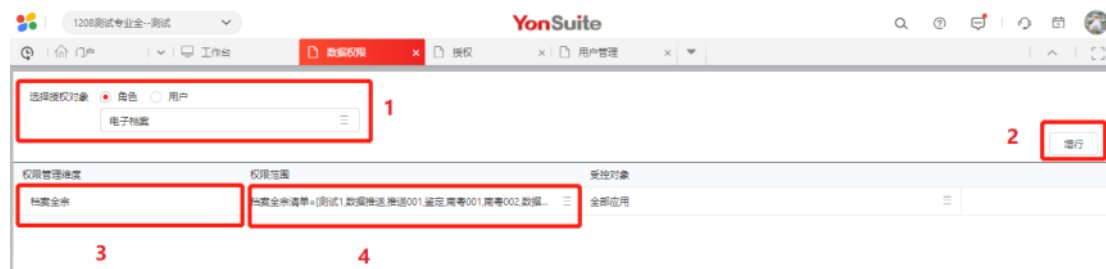 1208测试专业全--测试
YonSuite
门户
工作台
数据权限
授权
用户管理
选择授权对象
角色
用户
1
电子档案
2
增行
权限管理维度
权限范围
受控对象
档案全宗
档案全宗清单=[测试1,数据推送,推送001,鉴定,南粤001,南粤002,数据...
全部应用
3
4